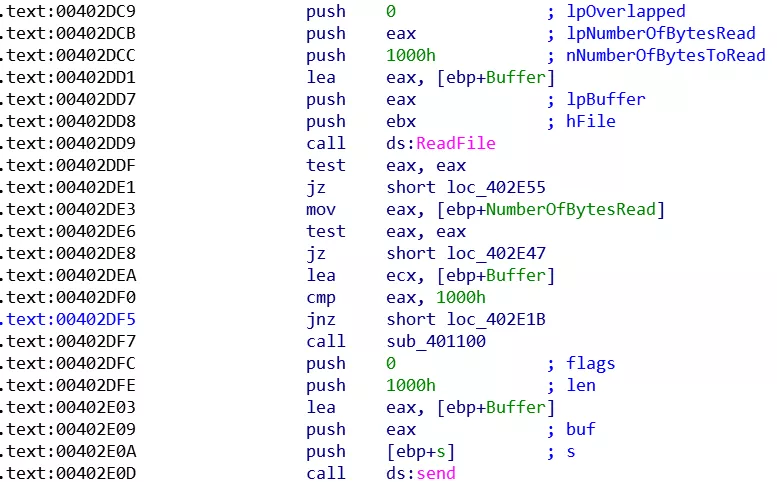 .text:00402DC9 push 0 ; lpOverlapped
.text:00402DCB push eax ; lpNumberOfBytesRead
.text:00402DCC push 1000h ; nNumberOfBytesToRead
.text:00402DD1 lea eax, [ebp+Buffer]
.text:00402DD7 push eax ; lpBuffer
.text:00402DD8 push ebx ; hFile
.text:00402DD9 call ds:ReadFile
.text:00402DDF test eax, eax
.text:00402DE1 jz short loc_402E55
.text:00402DE3 mov eax, [ebp+NumberOfBytesRead]
.text:00402DE6 test eax, eax
.text:00402DE8 jz short loc_402E47
.text:00402DEA lea ecx, [ebp+Buffer]
.text:00402DF0 cmp eax, 1000h
.text:00402DF5 jnz short loc_402E1B
.text:00402DF7 call sub_401100
.text:00402DFC push 0 ; flags
.text:00402DFE push 1000h ; len
.text:00402E03 lea eax, [ebp+Buffer]
.text:00402E09 push eax ; buf
.text:00402E0A push [ebp+s] ; s
.text:00402E0D call ds:send